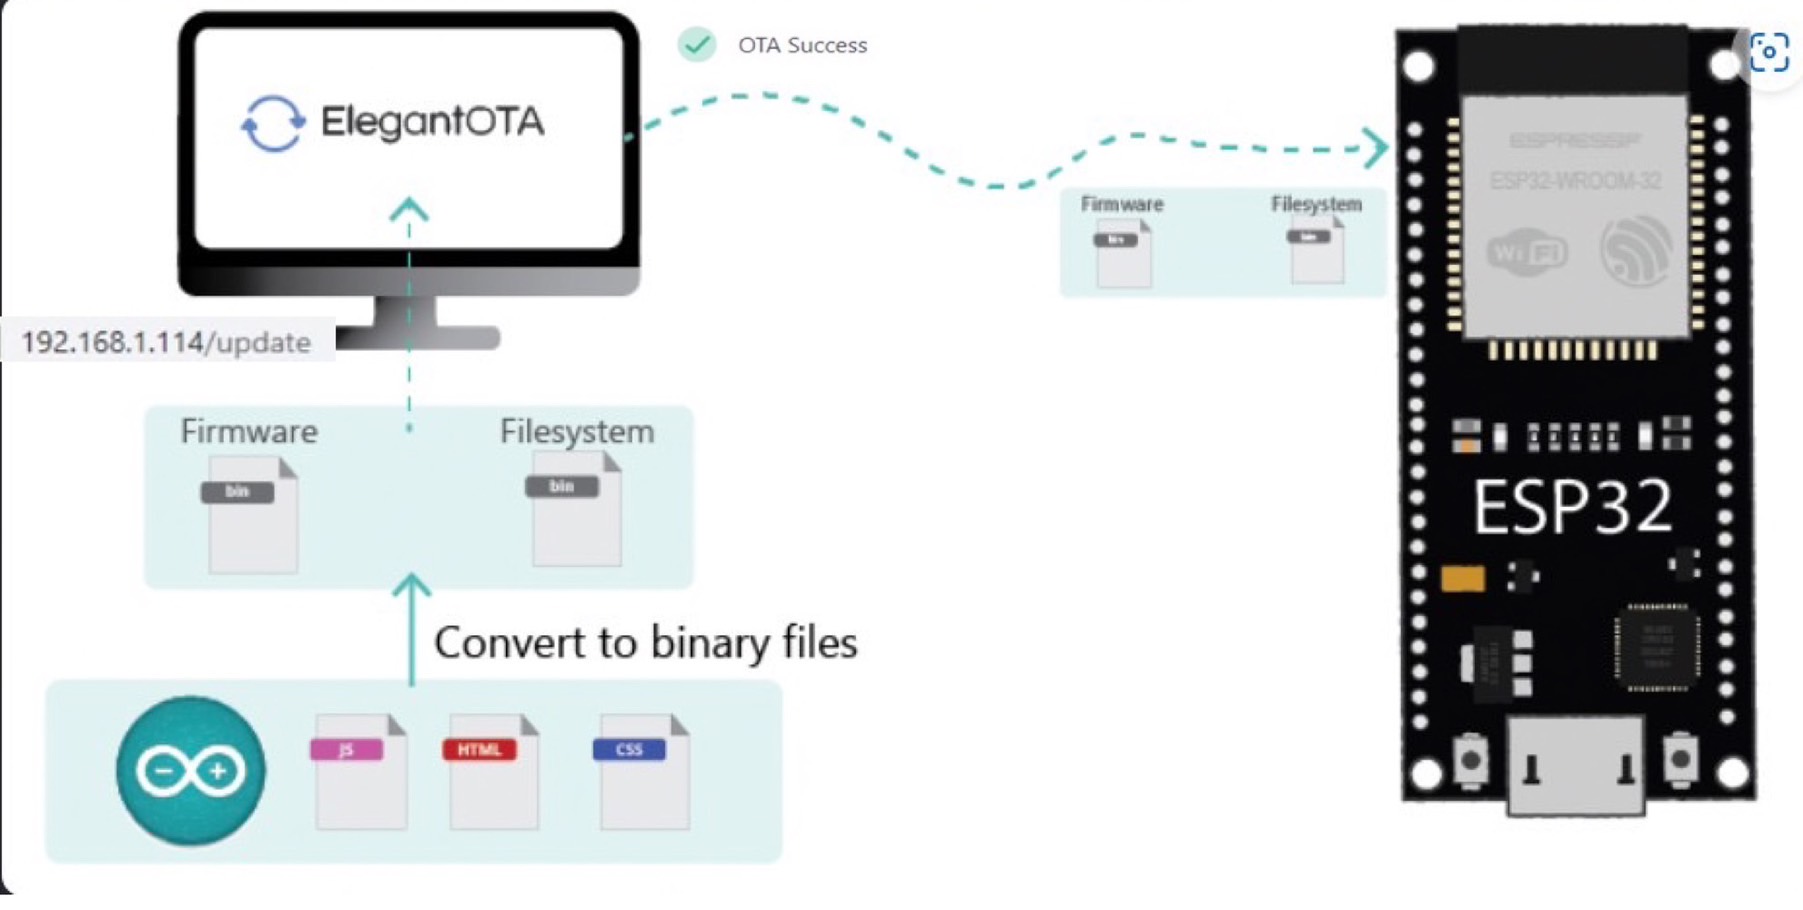 ElegantOTA
OTA Success
192.168.1.114/update
Firmware
Filesystem
bin
bin
Firmware
Filesystem
bin
bin
Convert to binary files
JS
HTML
CSS
ESPRESSIF
ESP32-WROOM-32
WiFi
ESP32